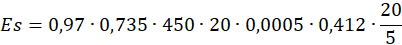 Es = 0,97 · 0,735 · 450 · 20 · 0,0005 · 0,412 · 20/5